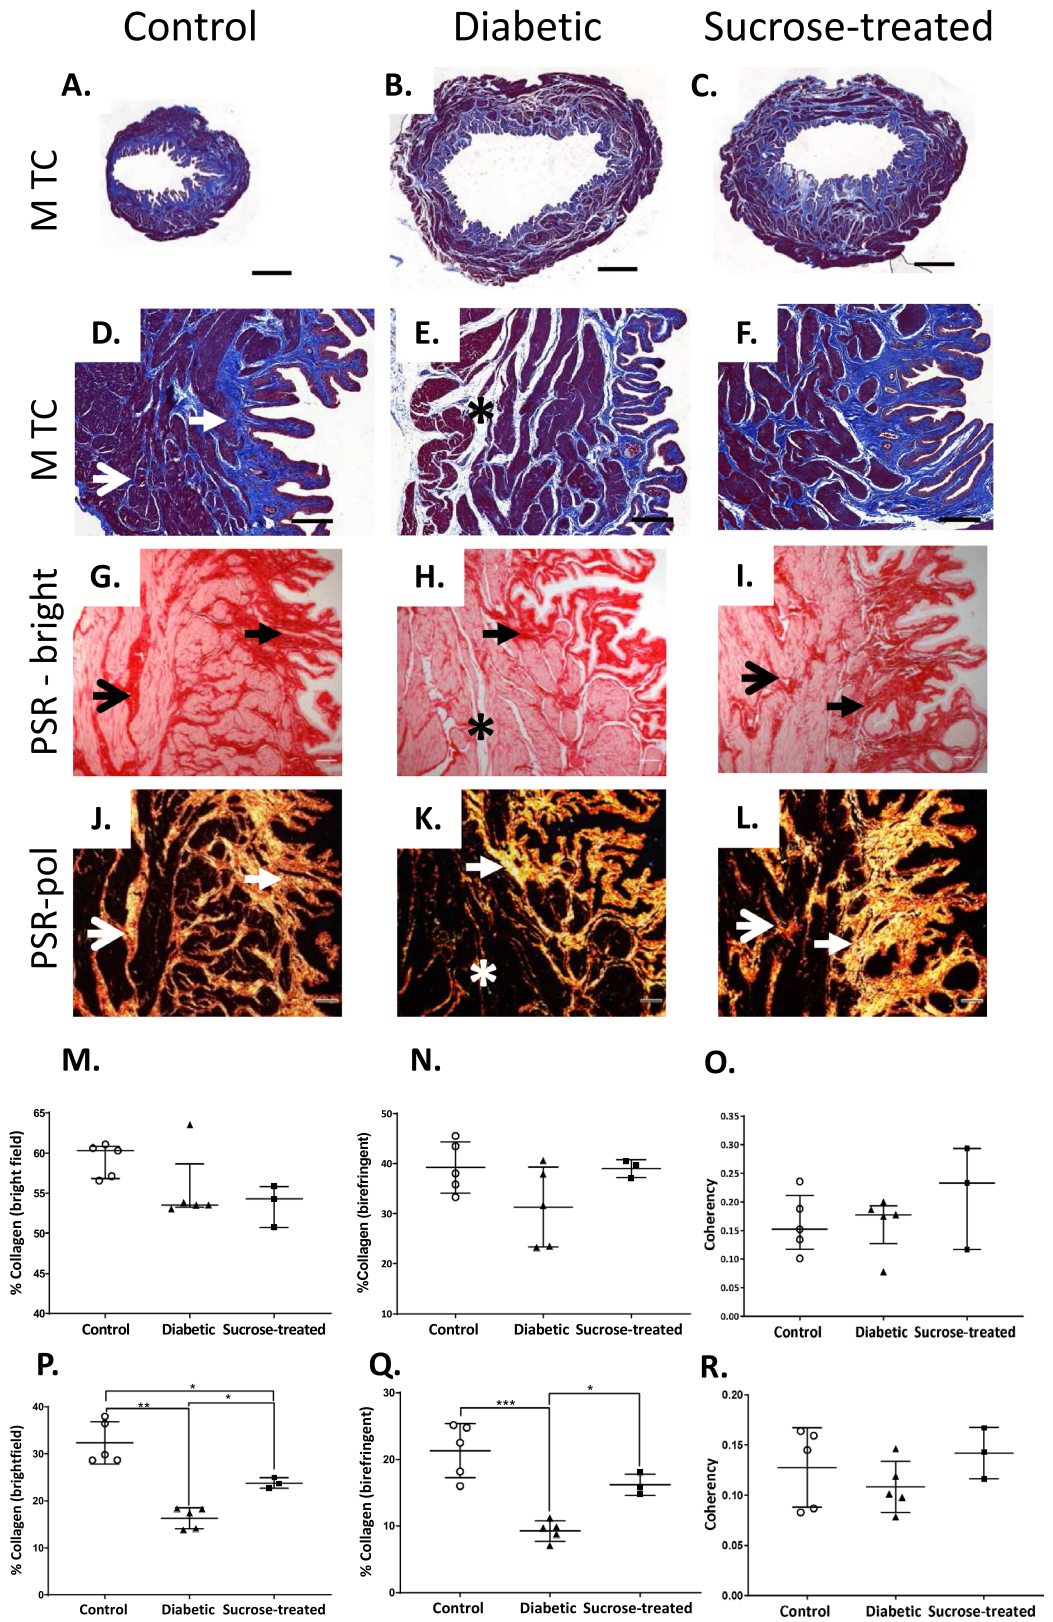 Control Diabetic Sucrose-treated
A. B. C.
M TC
D. E. F.
M TC
* 
G. H. I.
PSR - bright
*
J. K. L.
PSR-pol
*
M. N. O.
% Collagen (bright field)
65
60
55
50
45
40
Control Diabetic Sucrose-treated
%Collagen (birefringent)
50
40
30
20
10
Control Diabetic Sucrose-treated
Coherency
0.35
0.30
0.25
0.20
0.15
0.10
0.05
0.00
Control Diabetic Sucrose-treated
P. Q. R.
% Collagen (brightfield)
40
30
20
10
0
*
** *
Control Diabetic Sucrose-treated
% Collagen (birefringent)
30
20
10
0
*** *
Control Diabetic Sucrose-treated
Coherency
0.20
0.15
0.10
0.05
0.00
Control Diabetic Sucrose-treated